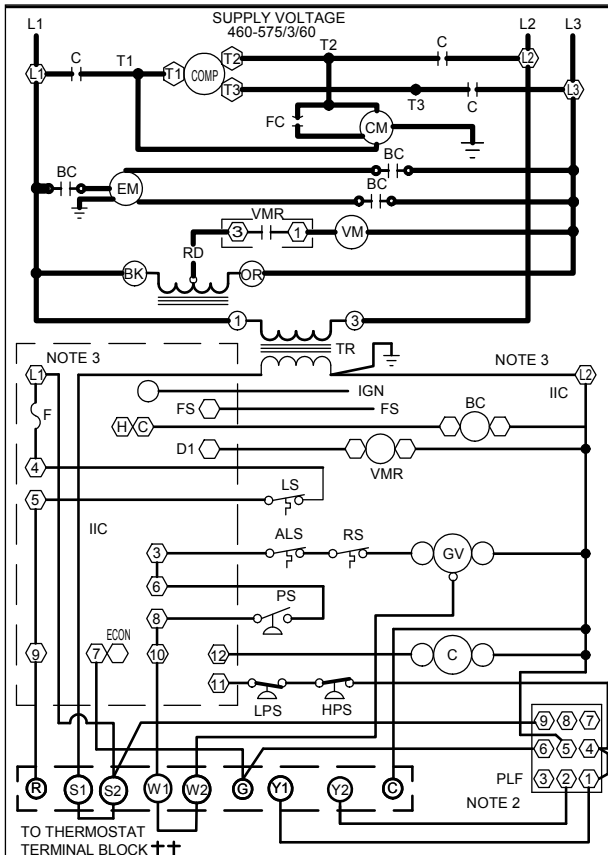 SUPPLY VOLTAGE
460-575/3/60
L1 L2 L3
T2
L1 C T1 T1 COMP T2 C L2
T3 T3 C L3
FC CM
BC
BC EM BC
VMR
3 1 VM
RD
BK OR
1 3
TR
NOTE 3 NOTE 3
L1 L2
IGN IIC
F FS FS
H C BC
D1
VMR
4
5 LS
IIC
3 ALS RS GV
6
8 PS
ECON
9 7 10 12 C
11
LPS HPS
9 8 7
6 5 4
PLF 3 2 1
R S1 S2 W1 W2 G Y1 Y2 C
NOTE 2
TO THERMOSTAT
TERMINAL BLOCK ††